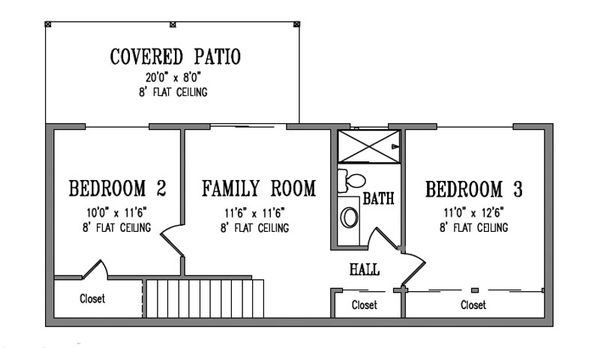 COVERED PATIO
20'0" x 8'0"
8' FLAT CEILING
BEDROOM 2
10'0" x 11'6"
8' FLAT CEILING
FAMILY ROOM
11'6" x 11'6"
8' FLAT CEILING
BATH
BEDROOM 3
11'0" x 12'6"
8' FLAT CEILING
HALL
Closet
Closet
Closet